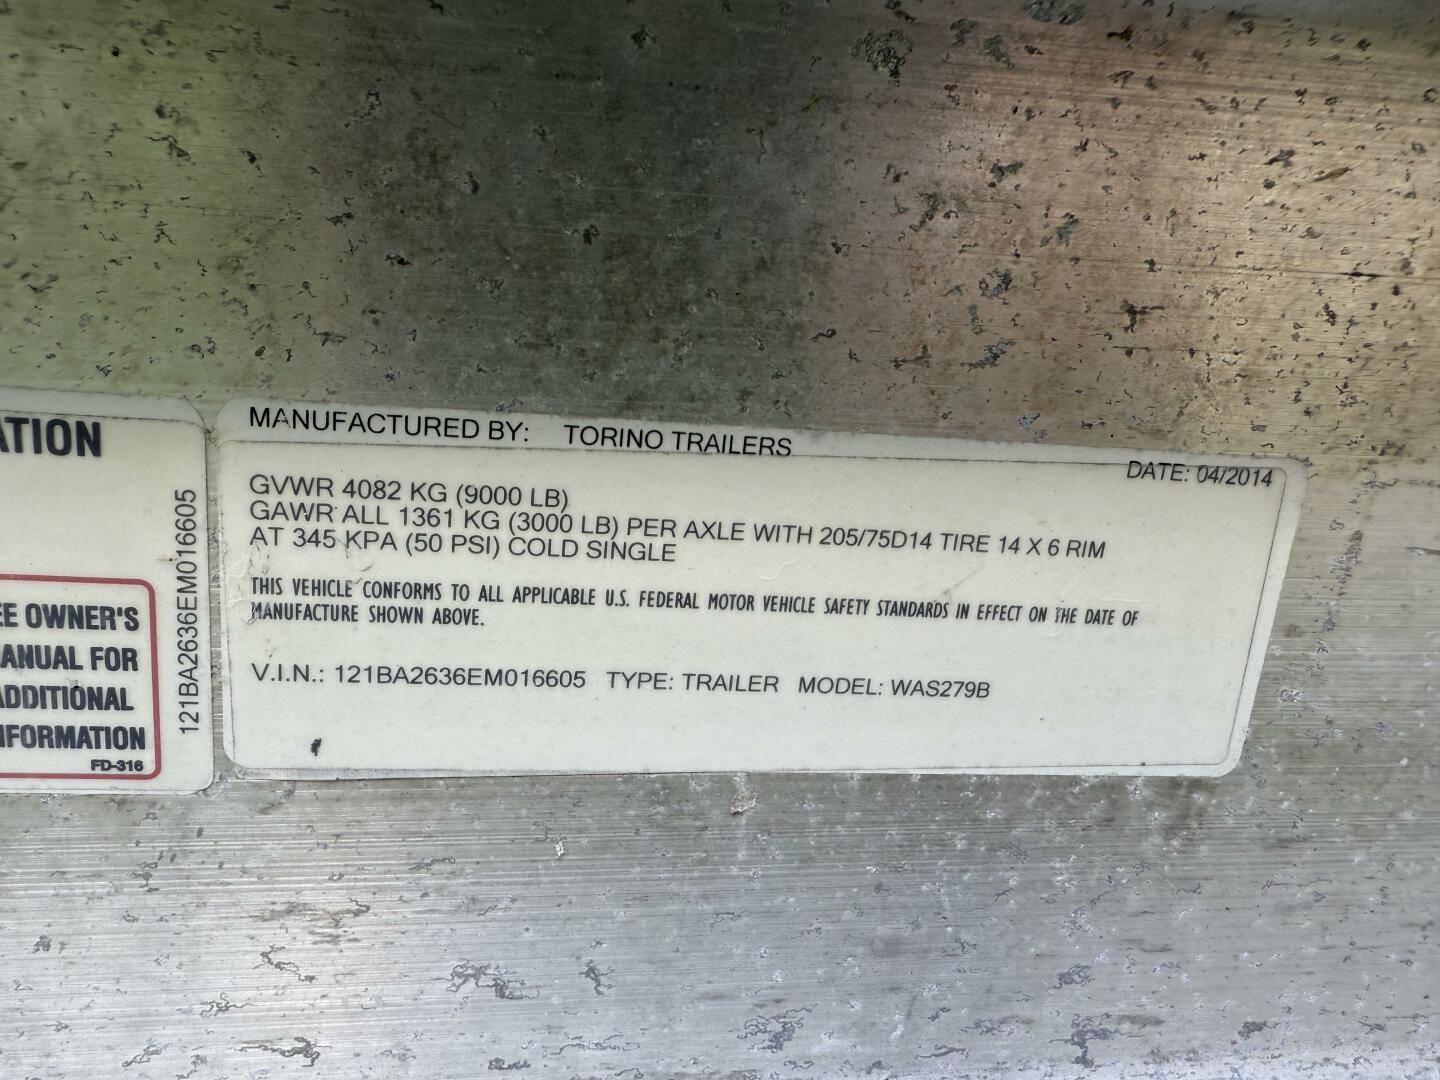 ATION
EE OWNER'S
ANUAL FOR
ADDITIONAL
NFORMATION
FD-316
121BA2636EM016605
MANUFACTURED BY: TORINO TRAILERS
DATE: 04/2014
GVWR 4082 KG (9000 LB)
GAWR ALL 1361 KG (3000 LB) PER AXLE WITH 205/75D14 TIRE 14 X 6 RIM
AT 345 KPA (50 PSI) COLD SINGLE
THIS VEHICLE CONFORMS TO ALL APPLICABLE U.S. FEDERAL MOTOR VEHICLE SAFETY STANDARDS IN EFFECT ON THE DATE OF
MANUFACTURE SHOWN ABOVE.
V.I.N.: 121BA2636EM016605 TYPE: TRAILER MODEL: WAS279B